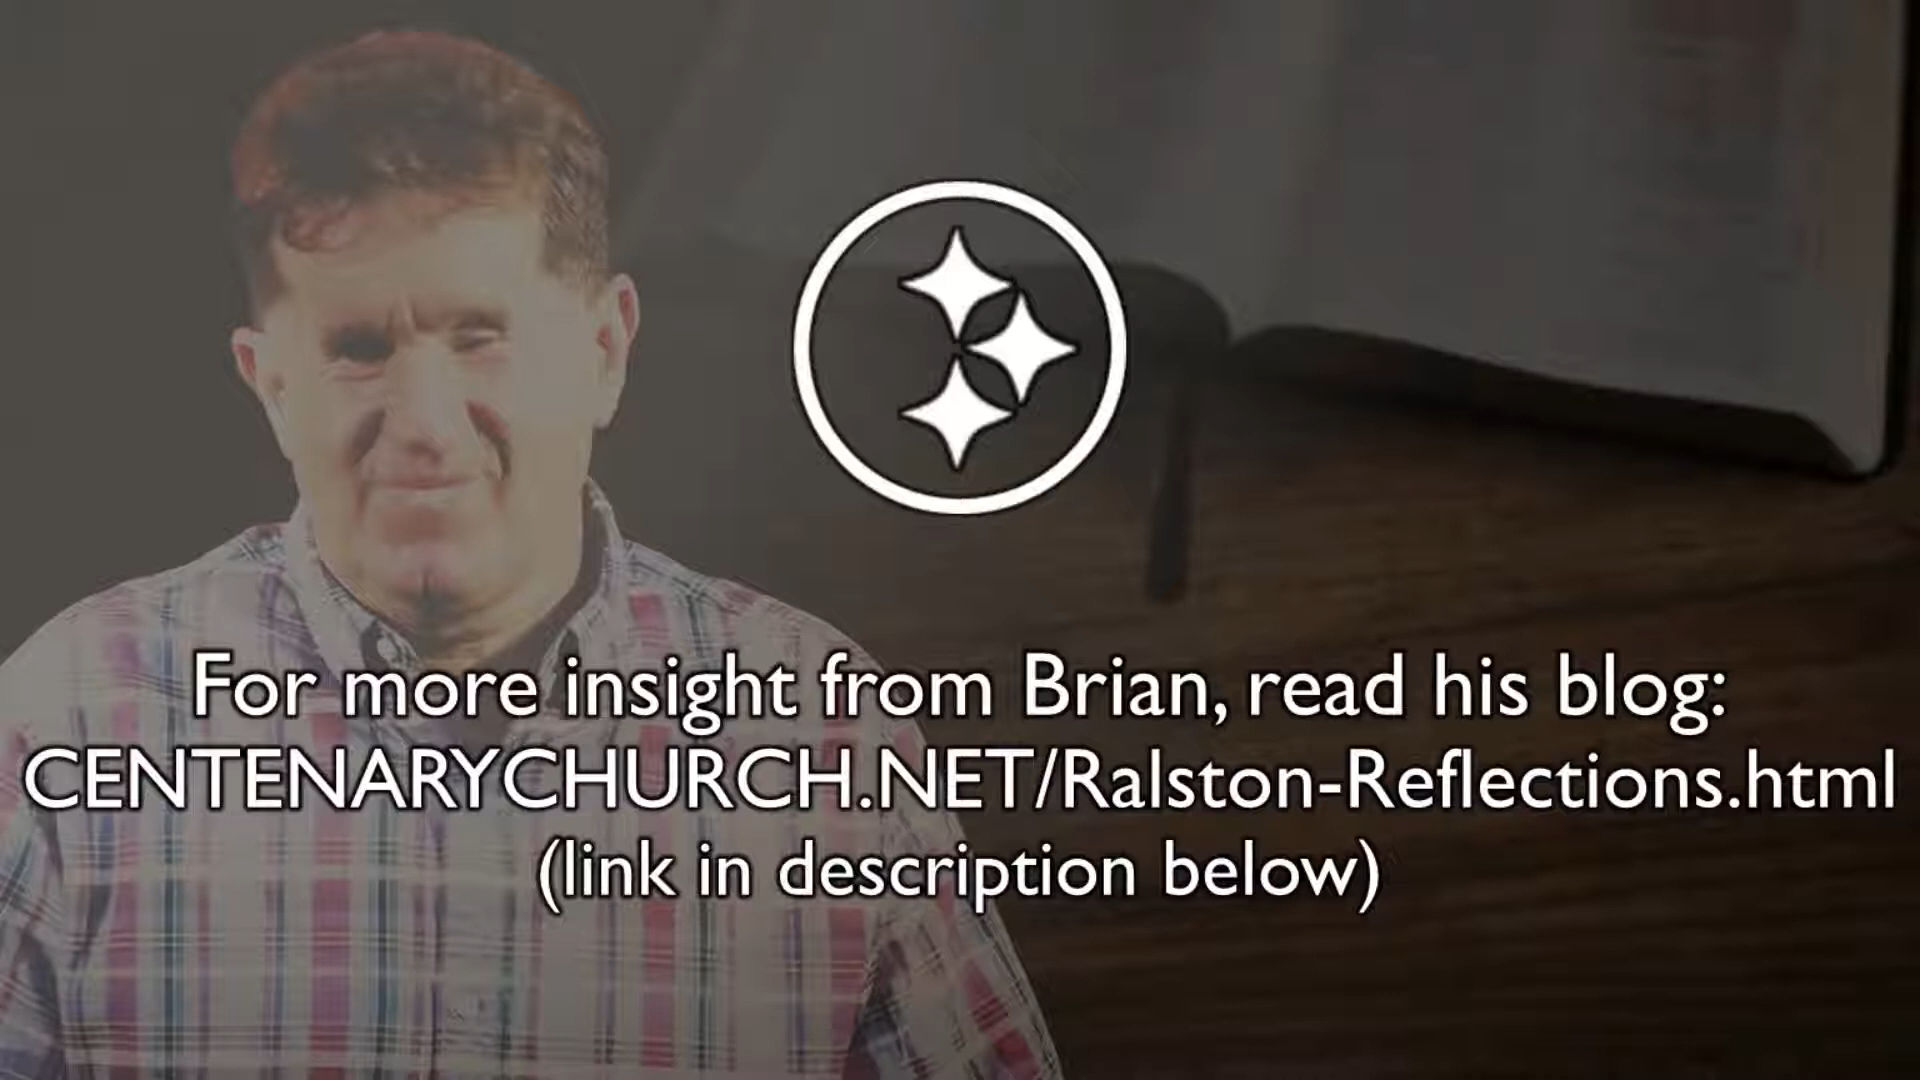 For more insight from Brian, read his blog:
CENTENARYCHURCH.NET/Ralston-Reflections.html
(link in description below)